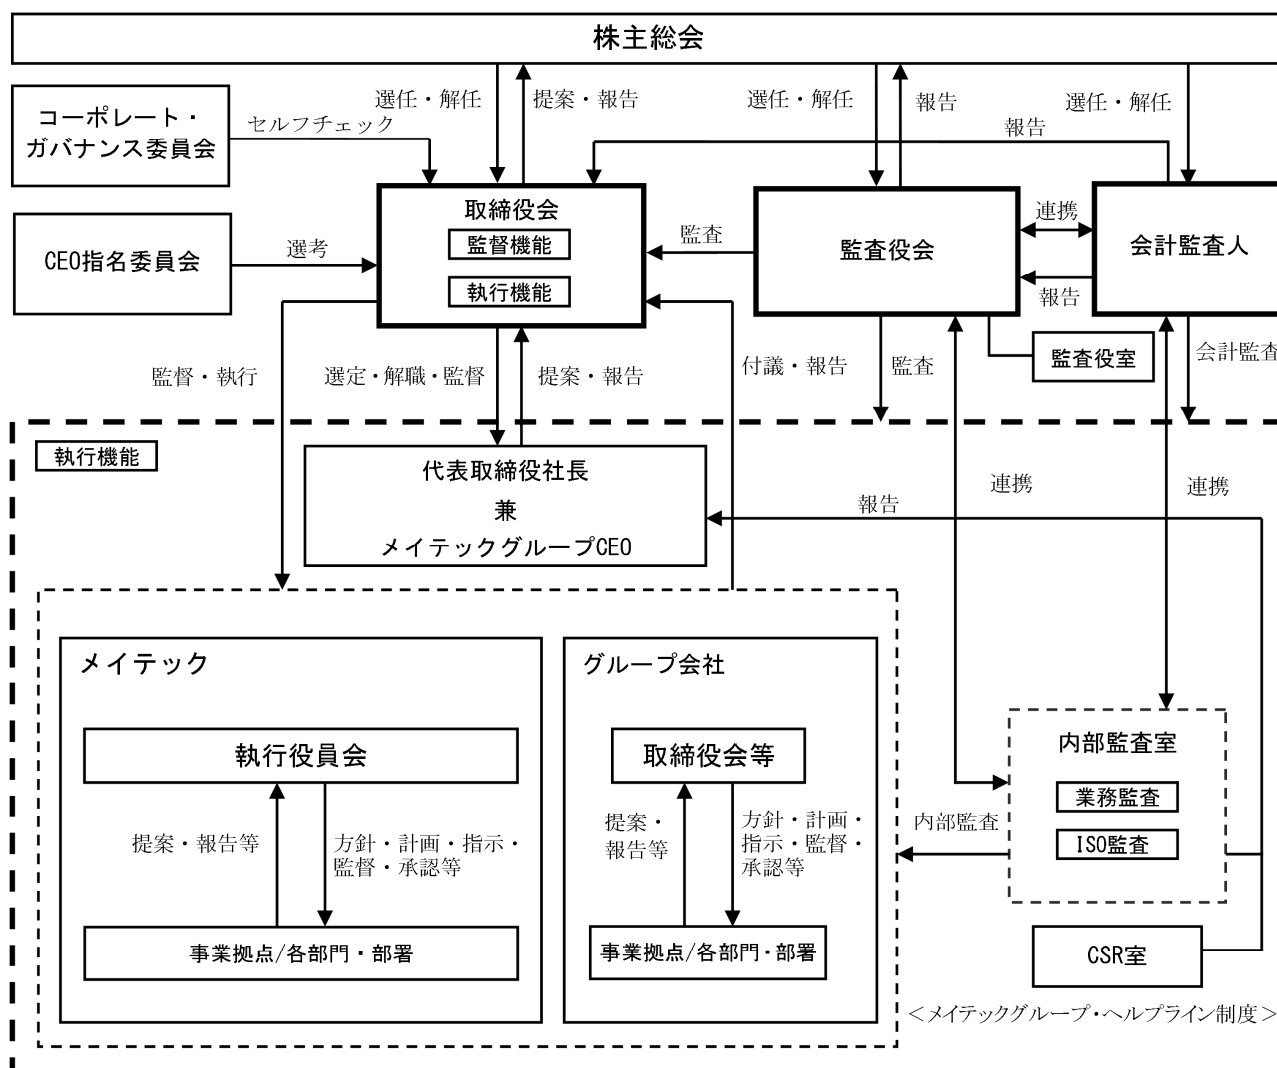 株主総会
選任・解任
提案・報告
選任・解任
報告
選任・解任
コーポレート・
ガバナンス委員会
セルフチェック
報告
取締役会
監督機能
執行機能
監査
監査役会
連携
報告
会計監査人
CEO指名委員会
選考
監督・執行
選定・解職・監督
提案・報告
付議・報告
監査
監査役室
会計監査
執行機能
代表取締役社長
兼
メイテックグループCEO
報告
連携
連携
メイテック
執行役員会
提案・報告等
方針・計画・指示・
監督・承認等
事業拠点/各部門・部署
グループ会社
取締役会等
提案・
報告等
方針・計画・
指示・監督・
承認等
事業拠点/各部門・部署
内部監査
内部監査室
業務監査
ISO監査
CSR室
＜メイテックグループ・ヘルプライン制度＞